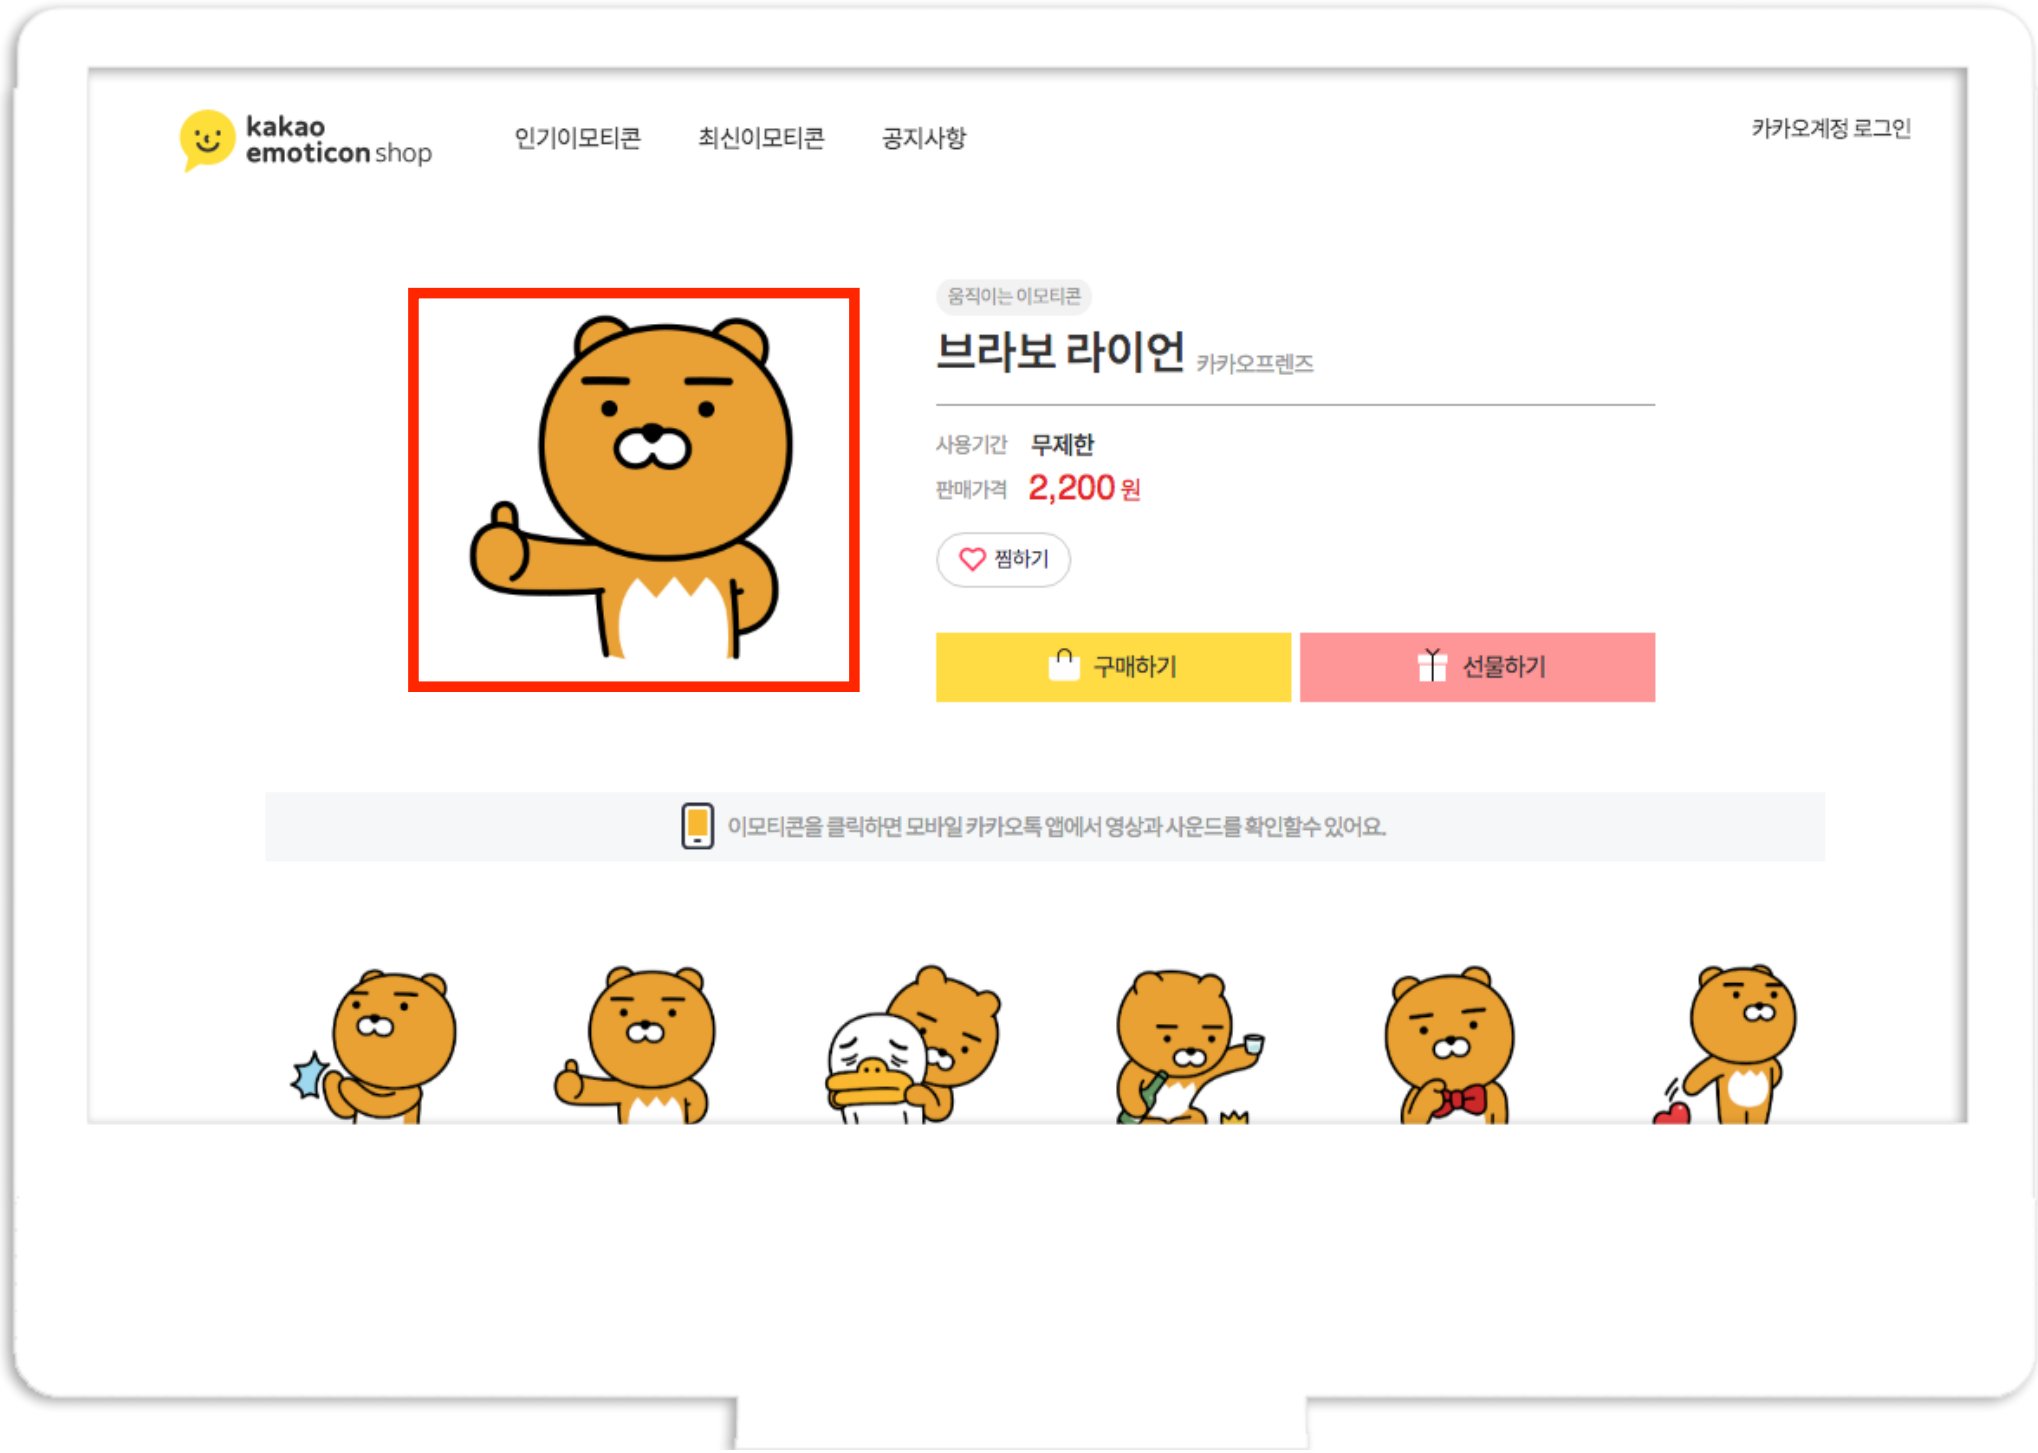 kakao
emoticon shop
인기이모티콘 최신이모티콘 공지사항
카카오계정 로그인
움직이는 이모티콘
브라보 라이언 카카오프렌즈
사용기간 무제한
판매가격 2,200 원
찜하기
구매하기 선물하기
이모티콘을 클릭하면 모바일 카카오톡 앱에서 영상과 사운드를 확인할수 있어요.